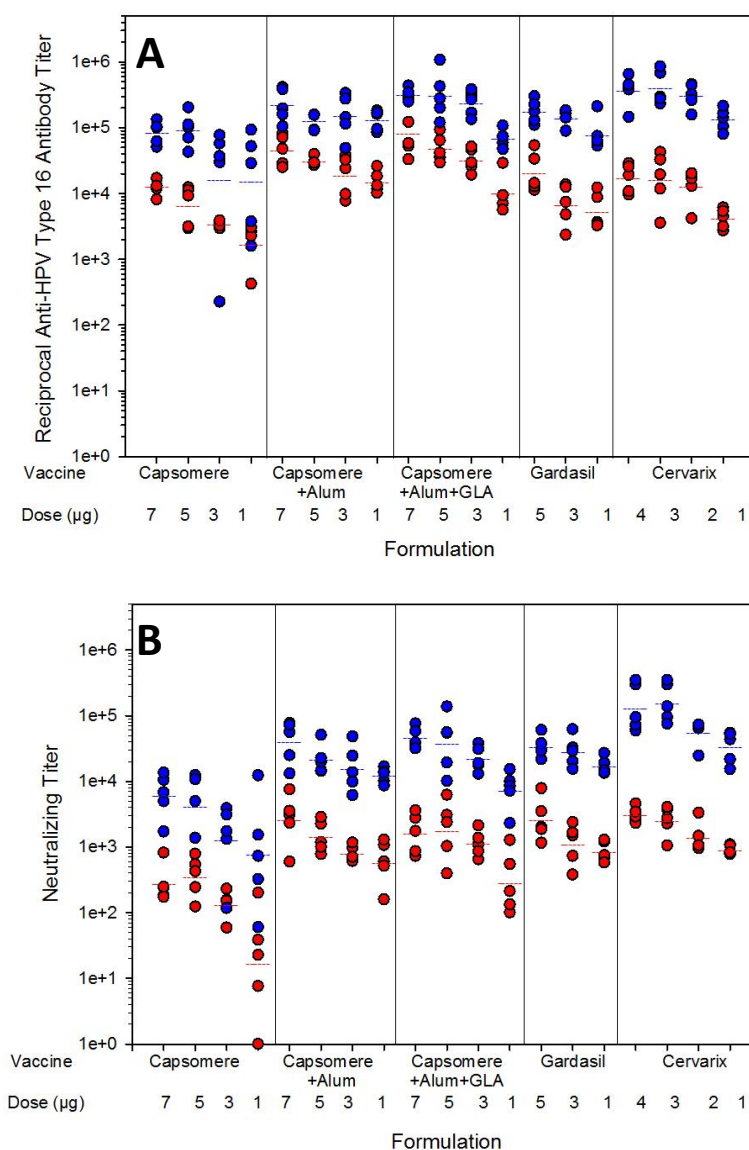 A
Reciprocal Anti-HPV Type 16 Antibody Titer
1e+6
1e+5
1e+4
1e+3
1e+2
1e+1
1e+0
Vaccine Capsomere Capsomere Capsomere Gardasil Cervarix
+Alum +Alum+GLA
Dose (µg) 7 5 3 1 7 5 3 1 7 5 3 1 5 3 1 4 3 2 1
Formulation
B
Neutralizing Titer
1e+6
1e+5
1e+4
1e+3
1e+2
1e+1
1e+0
Vaccine Capsomere Capsomere Capsomere Gardasil Cervarix
+Alum +Alum+GLA
Dose (µg) 7 5 3 1 7 5 3 1 7 5 3 1 5 3 1 4 3 2 1
Formulation